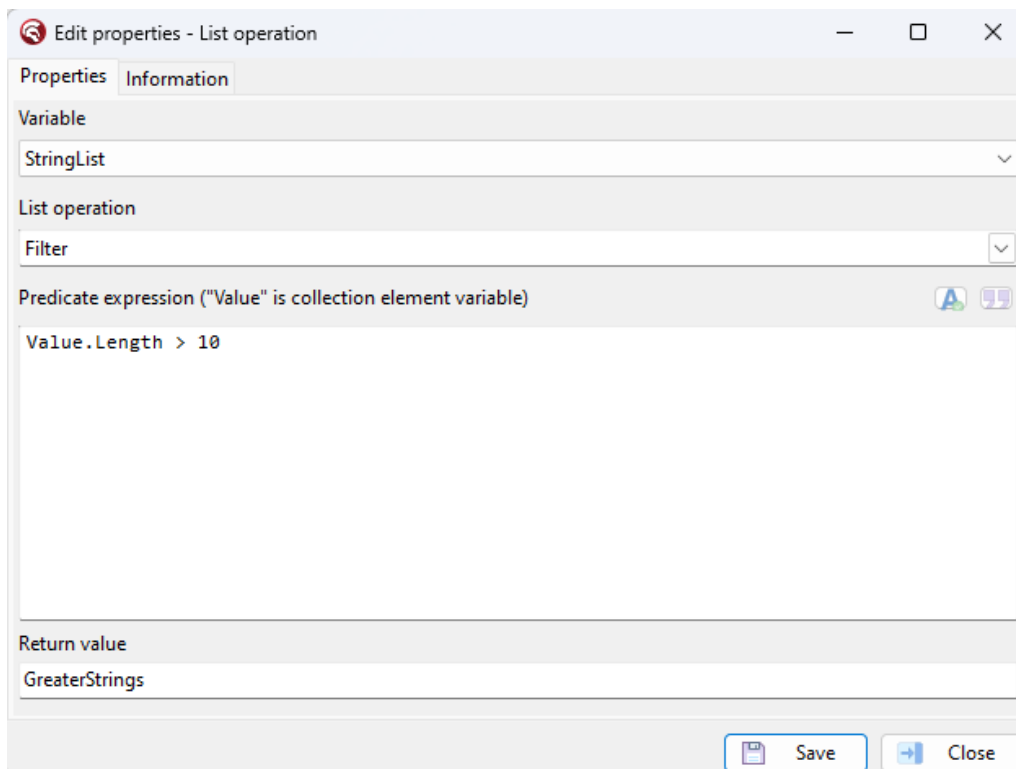 Edit properties - List operation
Properties Information
Variable
StringList
List operation
Filter
Predicate expression ("Value" is collection element variable)
Value.Length > 10
Return value
GreaterStrings
Save Close